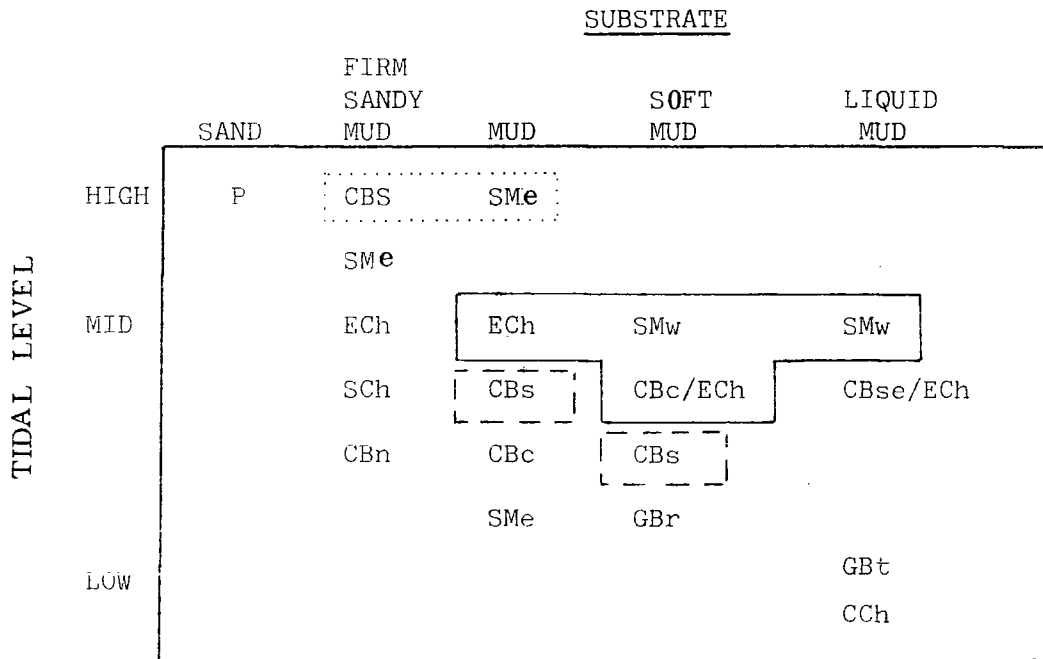 SUBSTRATE
FIRM
SANDY SOFT LIQUID
SAND MUD MUD MUD MUD
HIGH P CBS SMe
SMe
MID ECh ECh SMw SMw
SCh CBs CBc/ECh CBse/ECh
CBn CBc CBs
SMe GBr
LOW GBt
CCh
TIDAL LEVEL